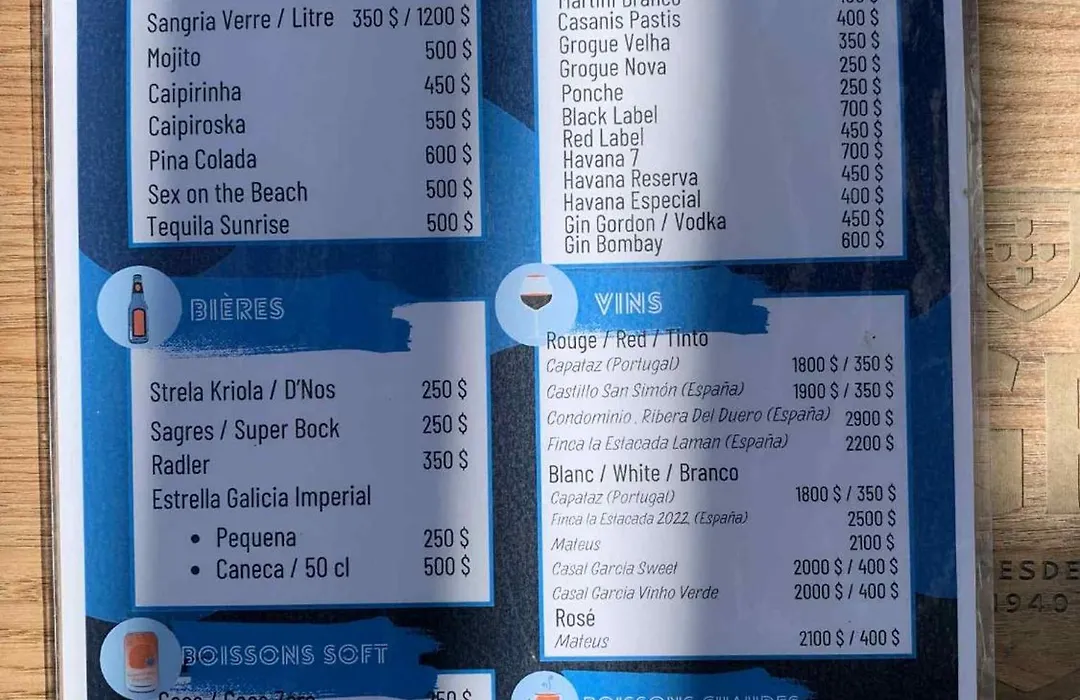 Sangria Verre / Litre 350 $ / 1200 $
Mojito 500 $
Caipirinha 450 $
Caipiroska 550 $
Pina Colada 600 $
Sex on the Beach 500 $
Tequila Sunrise 500 $
BIÈRES
Strela Kriola / D'Nos 250 $
Sagres / Super Bock 250 $
Radler 350 $
Estrella Galicia Imperial
• Pequena 250 $
• Caneca / 50 cl 500 $
BOISSONS SOFT
Martini Branco
Casanis Pastis 400 $
Grogue Velha 350 $
Grogue Nova 250 $
Ponche 250 $
Black Label 700 $
Red Label 450 $
Havana 7 700 $
Havana Reserva 450 $
Havana Especial 400 $
Gin Gordon / Vodka 450 $
Gin Bombay 600 $
VINS
Rouge / Red / Tinto
Capataz (Portugal) 1800 $ / 350 $
Castillo San Simón (España) 1900 $ / 350 $
Condominio , Ribera Del Duero (España) 2900 $
Finca la Estacada Laman (España) 2200 $
Blanc / White / Branco
Capataz (Portugal) 1800 $ / 350 $
Finca la Estacada 2022, (España) 2500 $
Mateus 2100 $
Casal Garcia Sweet 2000 $ / 400 $
Casal Garcia Vinho Verde 2000 $ / 400 $
Rosé
Mateus 2100 $ / 400 $
BOISSONS CHAUDES
ESDE
1940